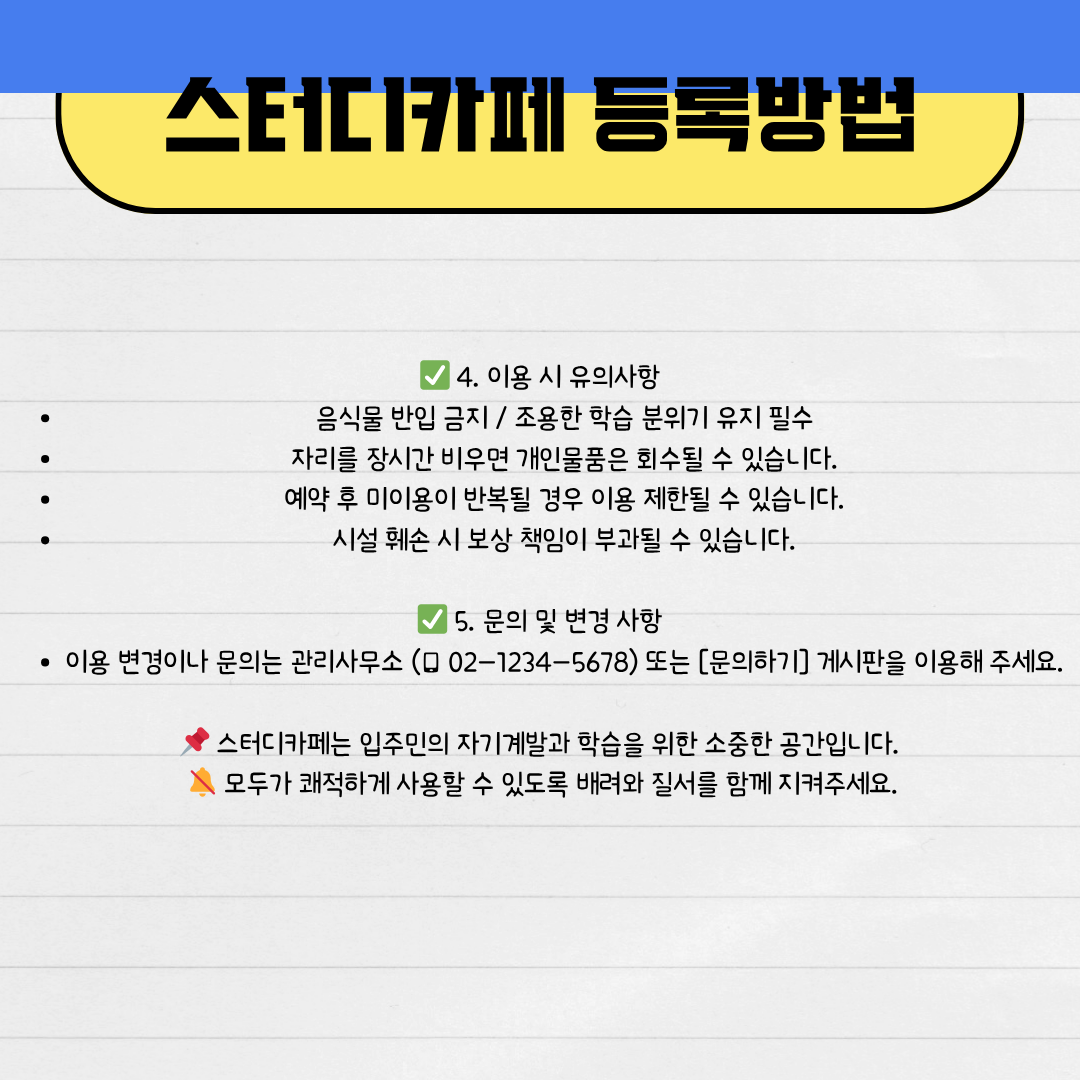 스터디카페 등록방법
✅ 4. 이용 시 유의사항
• 음식물 반입 금지 / 조용한 학습 분위기 유지 필수
• 자리를 장시간 비우면 개인물품은 회수될 수 있습니다.
• 예약 후 미이용이 반복될 경우 이용 제한될 수 있습니다.
• 시설 훼손 시 보상 책임이 부과될 수 있습니다.
✅ 5. 문의 및 변경 사항
• 이용 변경이나 문의는 관리사무소 (📱 02-1234-5678) 또는 [문의하기] 게시판을 이용해 주세요.
📌 스터디카페는 입주민의 자기계발과 학습을 위한 소중한 공간입니다.
🔕 모두가 쾌적하게 사용할 수 있도록 배려와 질서를 함께 지켜주세요.